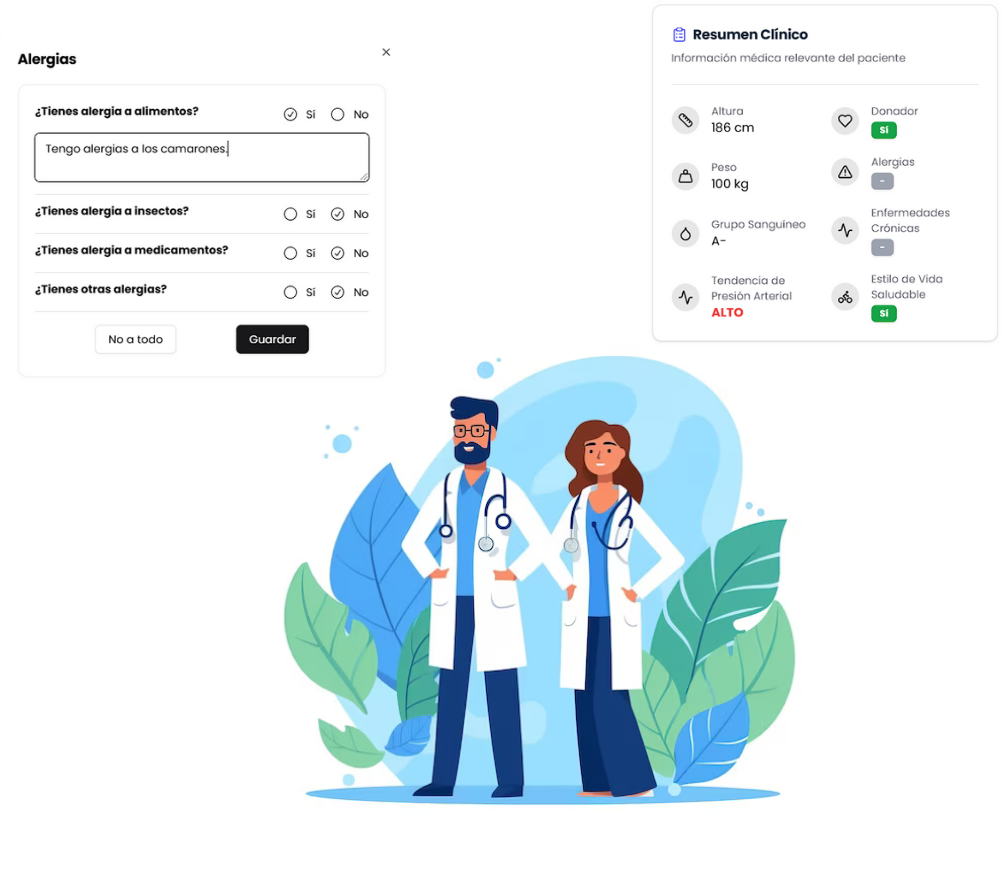 Alergias
¿Tienes alergia a alimentos?
Sí
No
Tengo alergias a los camarones.
¿Tienes alergia a insectos?
Sí
No
¿Tienes alergia a medicamentos?
Sí
No
¿Tienes otras alergias?
Sí
No
No a todo
Guardar
Resumen Clínico
Información médica relevante del paciente
Altura
186 cm
Donador
Sí
Peso
100 kg
Alergias
-
Grupo Sanguíneo
A-
Enfermedades
Crónicas
-
Tendencia de
Presión Arterial
ALTO
Estilo de Vida
Saludable
Sí